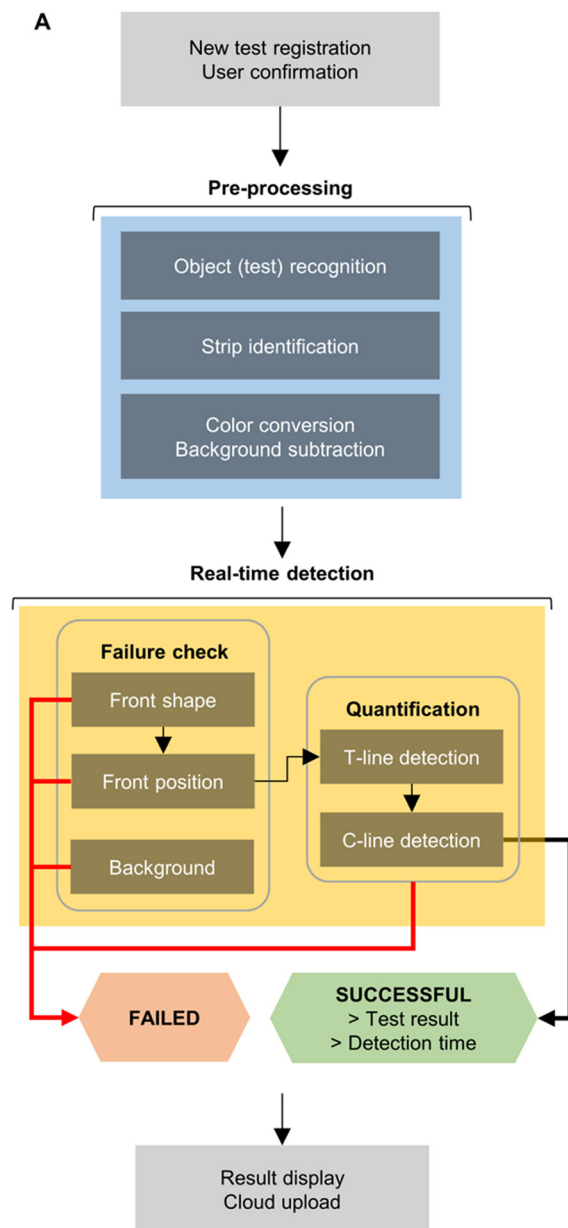 A
New test registration
User confirmation
Pre-processing
Object (test) recognition
Strip identification
Color conversion
Background subtraction
Real-time detection
Failure check
Front shape
Front position
Background
Quantification
T-line detection
C-line detection
FAILED
SUCCESSFUL
> Test result
> Detection time
Result display
Cloud upload